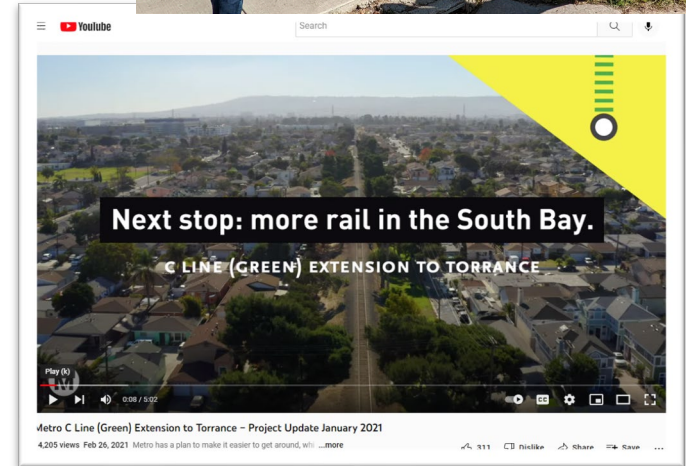 YouTube
Search
Next stop: more rail in the South Bay.
C LINE (GREEN) EXTENSION TO TORRANCE
Play (k)
0:08 / 5:02
CC
Metro C Line (Green) Extension to Torrance – Project Update January 2021
4,205 views Feb 26, 2021 Metro has a plan to make it easier to get around, whi ...more
311 Dislike Share Save ...